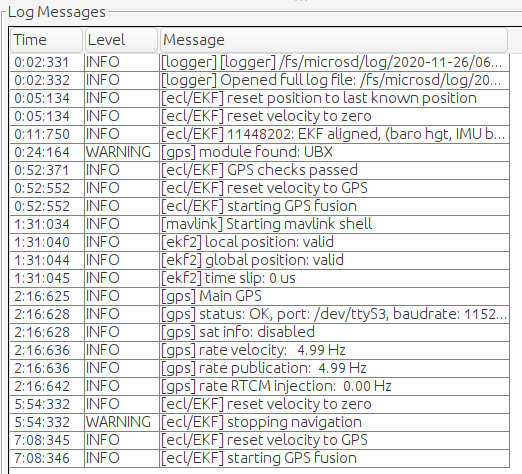 Log Messages
Time Level Message
0:02:331 INFO [logger] [logger] /fs/microsd/log/2020-11-26/06...
0:02:332 INFO [logger] Opened full log file: /fs/microsd/log/20...
0:05:134 INFO [ecl/EKF] reset position to last known position
0:05:134 INFO [ecl/EKF] reset velocity to zero
0:11:750 INFO [ecl/EKF] 11448202: EKF aligned, (baro hgt, IMU b...
0:24:164 WARNING [gps] module found: UBX
0:52:371 INFO [ecl/EKF] GPS checks passed
0:52:552 INFO [ecl/EKF] reset velocity to GPS
0:52:552 INFO [ecl/EKF] starting GPS fusion
1:31:034 INFO [mavlink] Starting mavlink shell
1:31:040 INFO [ekf2] local position: valid
1:31:044 INFO [ekf2] global position: valid
1:31:045 INFO [ekf2] time slip: 0 us
2:16:625 INFO [gps] Main GPS
2:16:628 INFO [gps] status: OK, port: /dev/ttyS3, baudrate: 1152...
2:16:628 INFO [gps] sat info: disabled
2:16:636 INFO [gps] rate velocity: 4.99 Hz
2:16:636 INFO [gps] rate publication: 4.99 Hz
2:16:642 INFO [gps] rate RTCM injection: 0.00 Hz
5:54:332 INFO [ecl/EKF] reset velocity to zero
5:54:332 WARNING [ecl/EKF] stopping navigation
7:08:345 INFO [ecl/EKF] reset velocity to GPS
7:08:346 INFO [ecl/EKF] starting GPS fusion